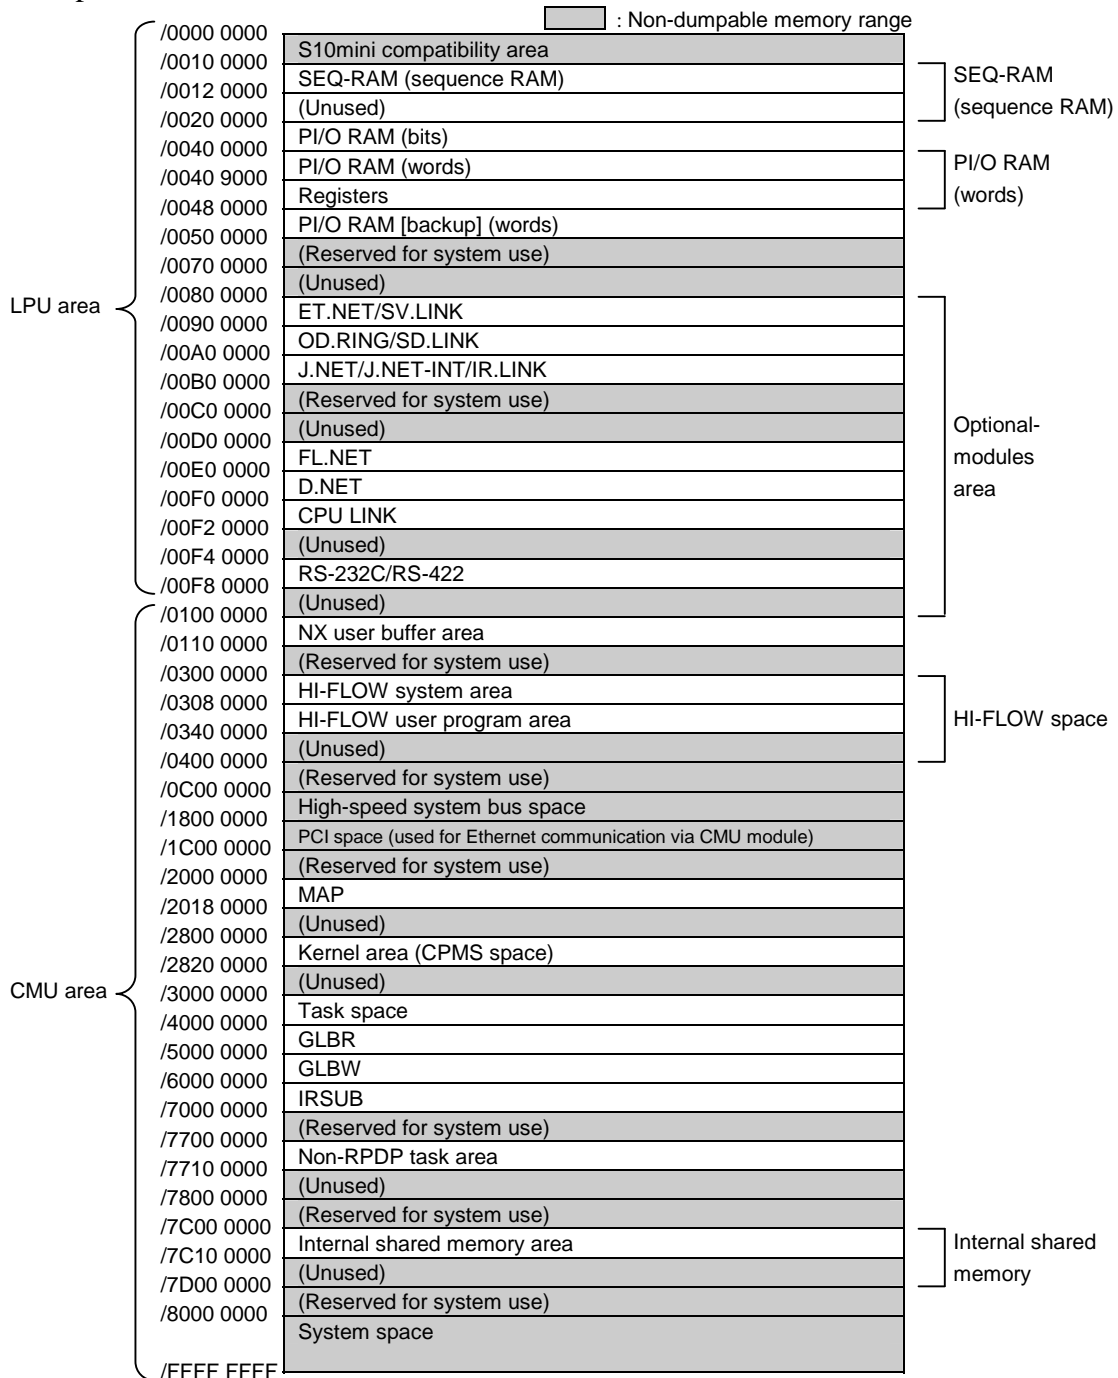 : Non-dumpable memory range
/0000 0000
S10mini compatibility area
/0010 0000
SEQ-RAM (sequence RAM)
/0012 0000
(Unused)
/0020 0000
PI/O RAM (bits)
/0040 0000
PI/O RAM (words)
/0040 9000
Registers
/0048 0000
PI/O RAM [backup] (words)
/0050 0000
(Reserved for system use)
/0070 0000
(Unused)
/0080 0000
ET.NET/SV.LINK
/0090 0000
OD.RING/SD.LINK
/00A0 0000
J.NET/J.NET-INT/IR.LINK
/00B0 0000
(Reserved for system use)
/00C0 0000
(Unused)
/00D0 0000
FL.NET
/00E0 0000
D.NET
/00F0 0000
CPU LINK
/00F2 0000
(Unused)
/00F4 0000
RS-232C/RS-422
/00F8 0000
(Unused)
/0100 0000
NX user buffer area
/0110 0000
(Reserved for system use)
/0300 0000
HI-FLOW system area
/0308 0000
HI-FLOW user program area
/0340 0000
(Unused)
/0400 0000
(Reserved for system use)
/0C00 0000
High-speed system bus space
/1800 0000
PCI space (used for Ethernet communication via CMU module)
/1C00 0000
(Reserved for system use)
/2000 0000
MAP
/2018 0000
(Unused)
/2800 0000
Kernel area (CPMS space)
/2820 0000
(Unused)
/3000 0000
Task space
/4000 0000
GLBR
/5000 0000
GLBW
/6000 0000
IRSUB
/7000 0000
(Reserved for system use)
/7700 0000
Non-RPDP task area
/7710 0000
(Unused)
/7800 0000
(Reserved for system use)
/7C00 0000
Internal shared memory area
/7C10 0000
(Unused)
/7D00 0000
(Reserved for system use)
/8000 0000
System space
/FFFF FFFF
LPU area
CMU area
SEQ-RAM
(sequence RAM)
PI/O RAM
(words)
Optional-
modules
area
HI-FLOW space
Internal shared
memory